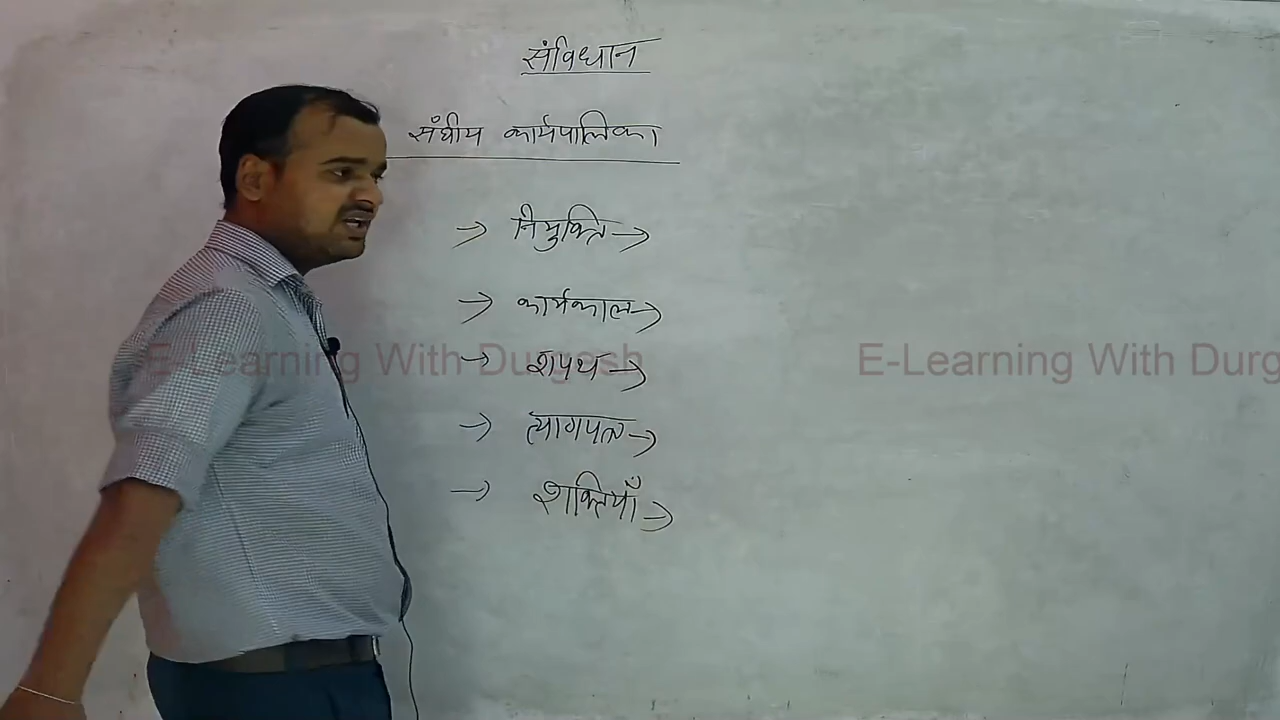 संविधान
संघीय कार्यपालिका
→ नियुक्ति →
→ कार्यकाल →
→ शपथ →
→ त्यागपत्र →
→ शक्तियाँ →
E-Learning With Durgesh
E-Learning With Durg